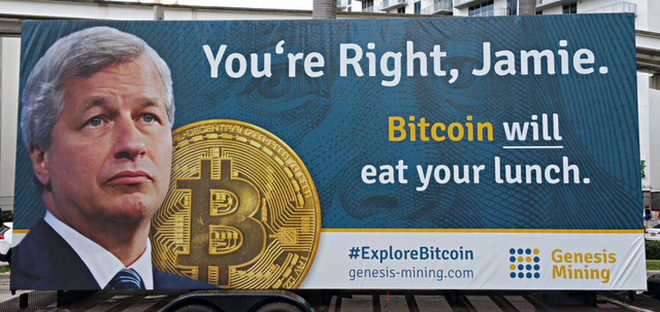 You're Right, Jamie.
Bitcoin will
eat your lunch.
#ExploreBitcoin
genesis-mining.com
Genesis
Mining